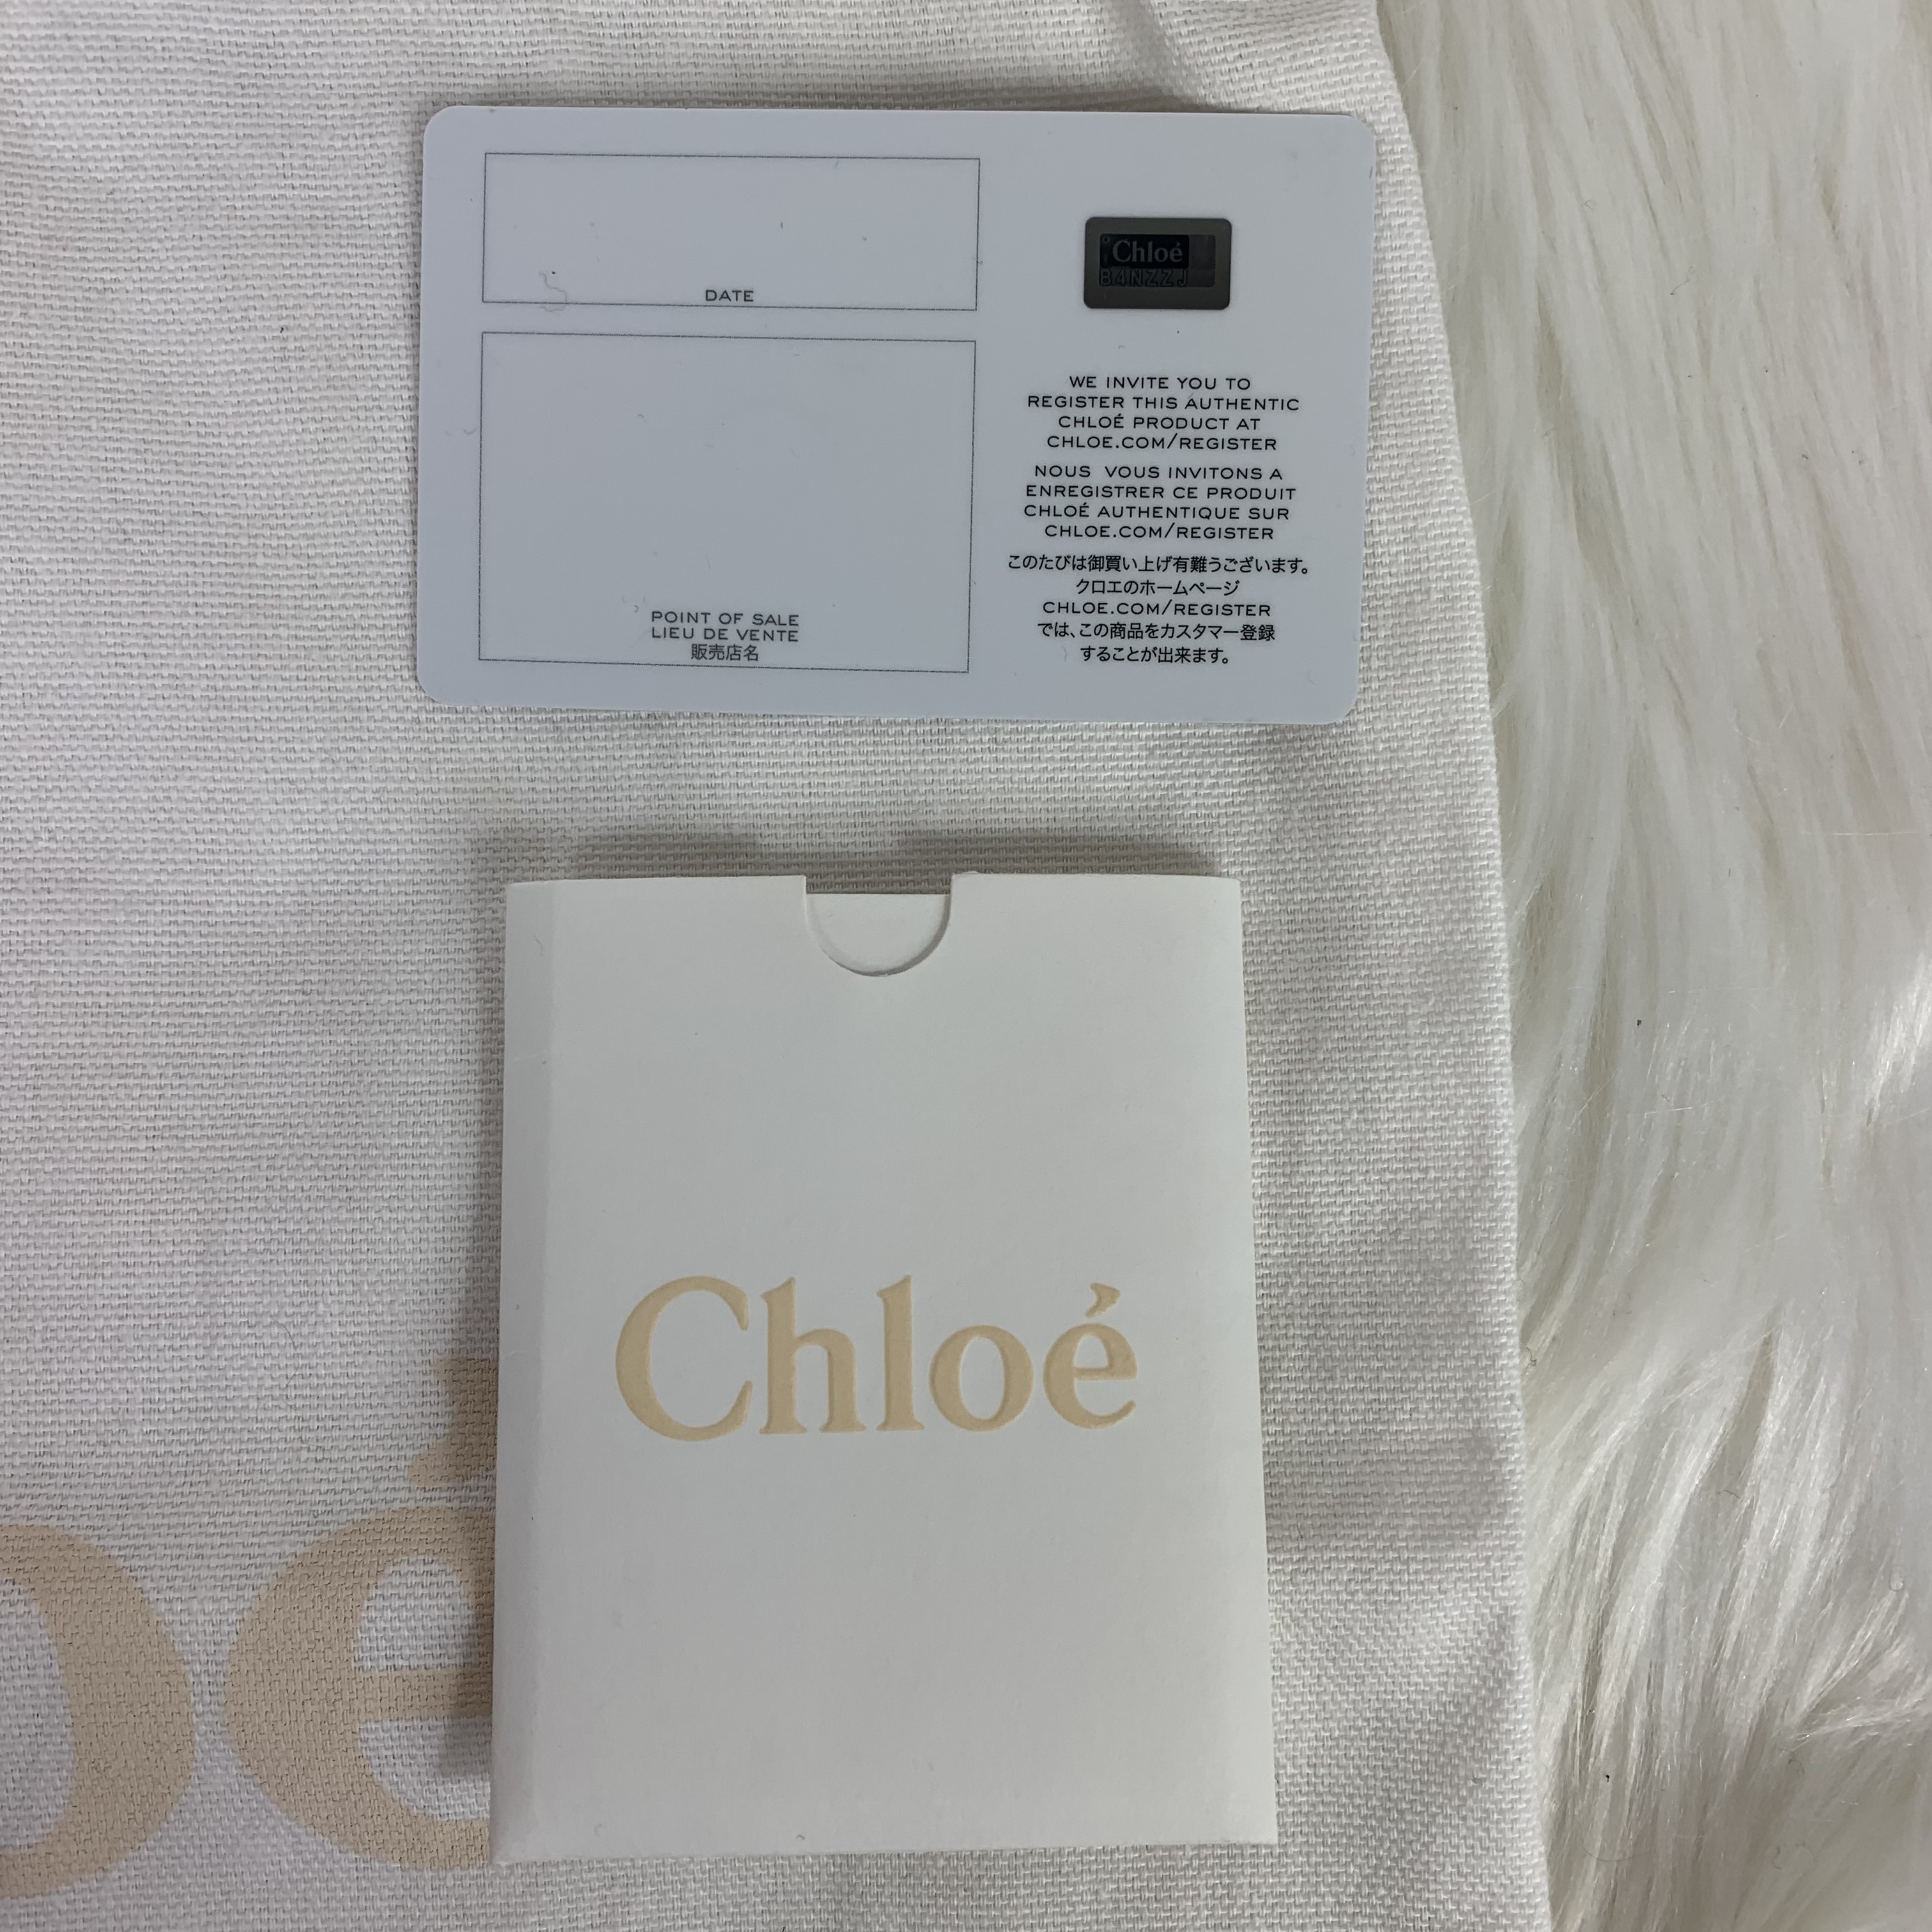 DATE
POINT OF SALE
LIEU DE VENTE
販売店名
Chloé
B4NZZJ
WE INVITE YOU TO
REGISTER THIS AUTHENTIC
CHLOÉ PRODUCT AT
CHLOE.COM/REGISTER
NOUS VOUS INVITONS A
ENREGISTRER CE PRODUIT
CHLOÉ AUTHENTIQUE SUR
CHLOE.COM/REGISTER
このたびは御買い上げ有難うございます。
クロエのホームページ
CHLOE.COM/REGISTER
では、この商品をカスタマー登録
することが出来ます。
Chloé
oé